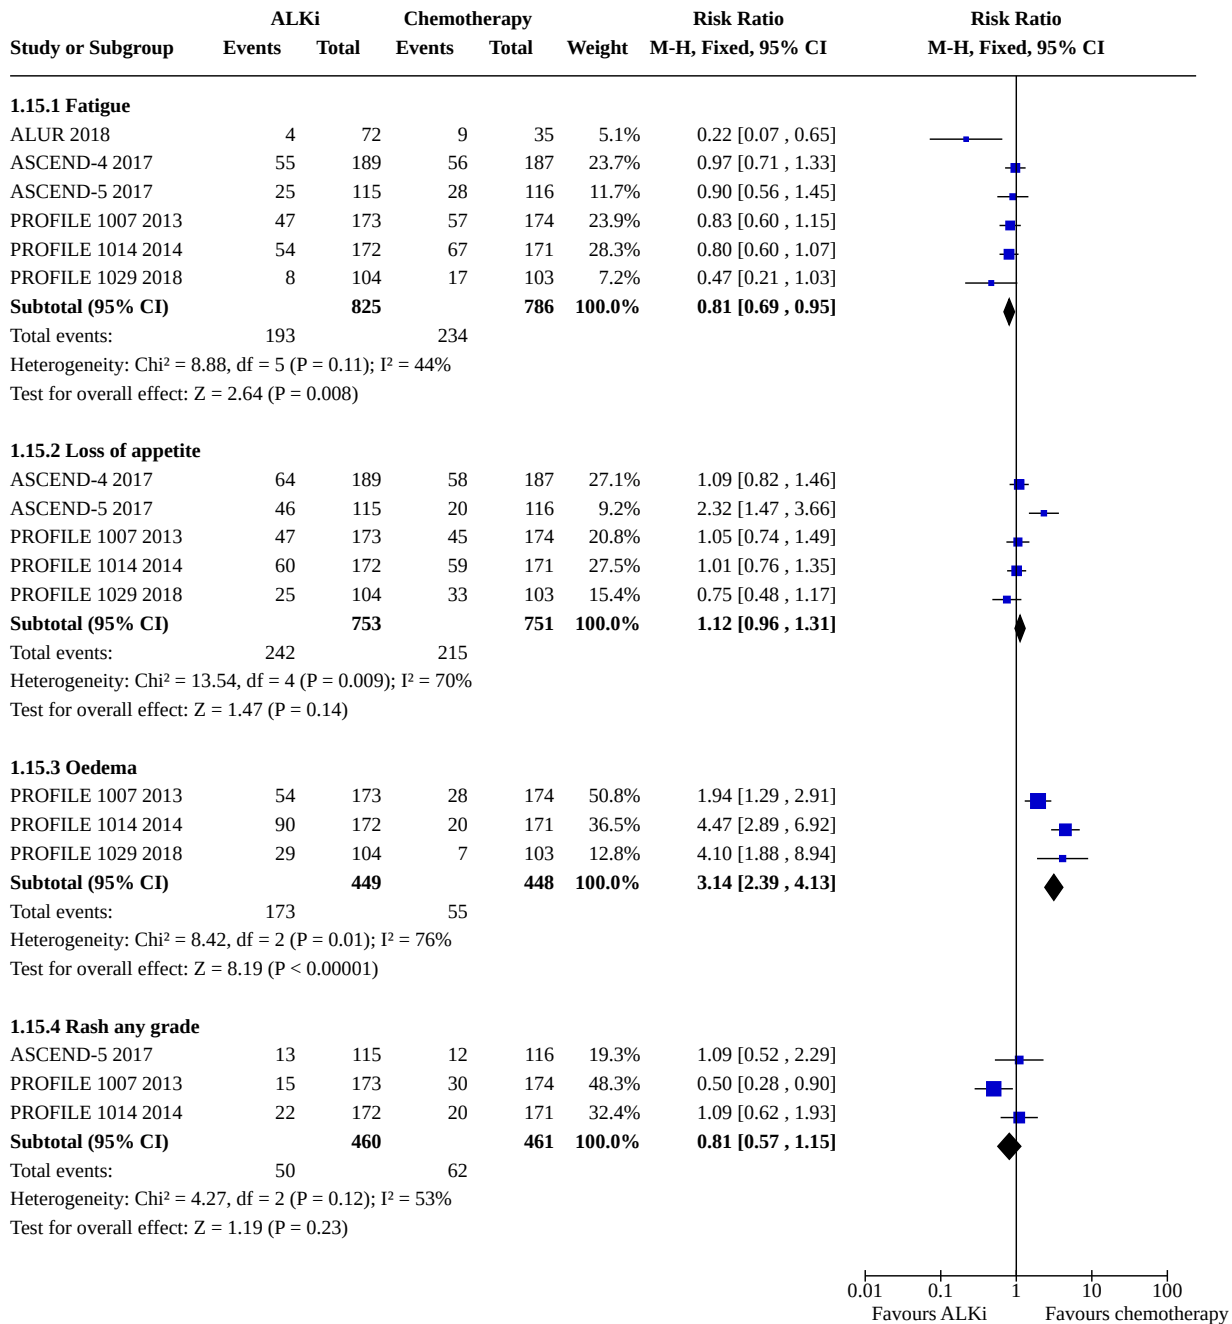 ALKi Chemotherapy Risk Ratio Risk Ratio
Study or Subgroup Events Total Events Total Weight M-H, Fixed, 95% CI M-H, Fixed, 95% CI
1.15.1 Fatigue
ALUR 2018 4 72 9 35 5.1% 0.22 [0.07 , 0.65]
ASCEND-4 2017 55 189 56 187 23.7% 0.97 [0.71 , 1.33]
ASCEND-5 2017 25 115 28 116 11.7% 0.90 [0.56 , 1.45]
PROFILE 1007 2013 47 173 57 174 23.9% 0.83 [0.60 , 1.15]
PROFILE 1014 2014 54 172 67 171 28.3% 0.80 [0.60 , 1.07]
PROFILE 1029 2018 8 104 17 103 7.2% 0.47 [0.21 , 1.03]
Subtotal (95% CI) 825 786 100.0% 0.81 [0.69 , 0.95]
Total events: 193 234
Heterogeneity: Chi² = 8.88, df = 5 (P = 0.11); I² = 44%
Test for overall effect: Z = 2.64 (P = 0.008)
1.15.2 Loss of appetite
ASCEND-4 2017 64 189 58 187 27.1% 1.09 [0.82 , 1.46]
ASCEND-5 2017 46 115 20 116 9.2% 2.32 [1.47 , 3.66]
PROFILE 1007 2013 47 173 45 174 20.8% 1.05 [0.74 , 1.49]
PROFILE 1014 2014 60 172 59 171 27.5% 1.01 [0.76 , 1.35]
PROFILE 1029 2018 25 104 33 103 15.4% 0.75 [0.48 , 1.17]
Subtotal (95% CI) 753 751 100.0% 1.12 [0.96 , 1.31]
Total events: 242 215
Heterogeneity: Chi² = 13.54, df = 4 (P = 0.009); I² = 70%
Test for overall effect: Z = 1.47 (P = 0.14)
1.15.3 Oedema
PROFILE 1007 2013 54 173 28 174 50.8% 1.94 [1.29 , 2.91]
PROFILE 1014 2014 90 172 20 171 36.5% 4.47 [2.89 , 6.92]
PROFILE 1029 2018 29 104 7 103 12.8% 4.10 [1.88 , 8.94]
Subtotal (95% CI) 449 448 100.0% 3.14 [2.39 , 4.13]
Total events: 173 55
Heterogeneity: Chi² = 8.42, df = 2 (P = 0.01); I² = 76%
Test for overall effect: Z = 8.19 (P < 0.00001)
1.15.4 Rash any grade
ASCEND-5 2017 13 115 12 116 19.3% 1.09 [0.52 , 2.29]
PROFILE 1007 2013 15 173 30 174 48.3% 0.50 [0.28 , 0.90]
PROFILE 1014 2014 22 172 20 171 32.4% 1.09 [0.62 , 1.93]
Subtotal (95% CI) 460 461 100.0% 0.81 [0.57 , 1.15]
Total events: 50 62
Heterogeneity: Chi² = 4.27, df = 2 (P = 0.12); I² = 53%
Test for overall effect: Z = 1.19 (P = 0.23)
0.01 0.1 1 10 100
Favours ALKi Favours chemotherapy